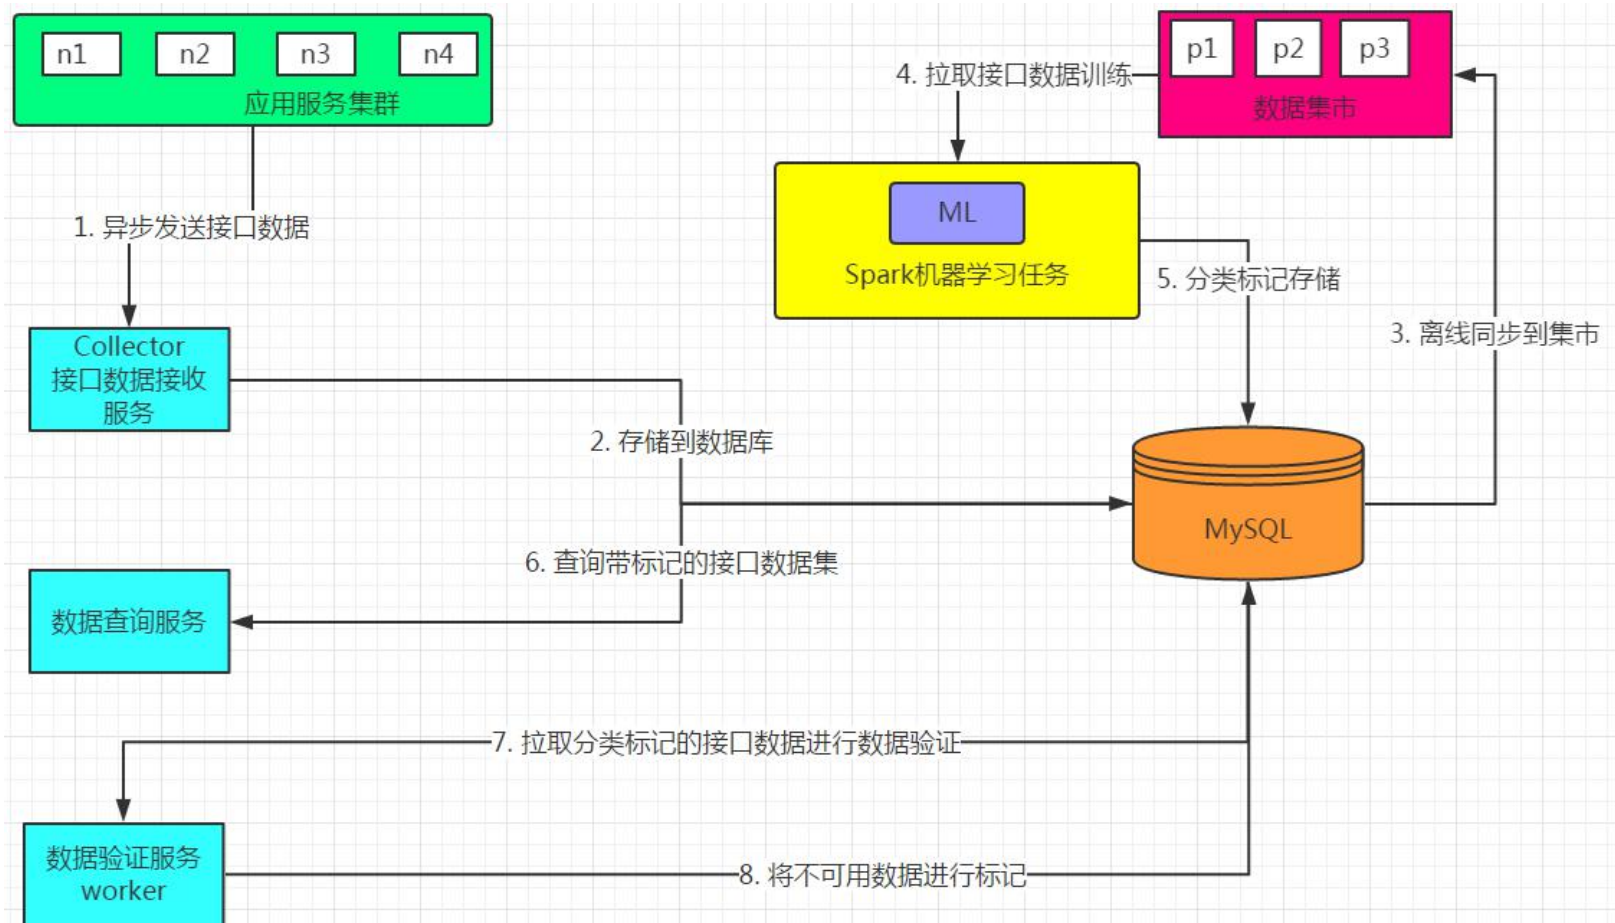 n1 n2 n3 n4
应用服务集群
p1 p2 p3
数据集市
4. 拉取接口数据训练
ML
Spark机器学习任务
1. 异步发送接口数据
5. 分类标记存储
3. 离线同步到集市
Collector
接口数据接收
服务
2. 存储到数据库
MySQL
6. 查询带标记的接口数据集
数据查询服务
7. 拉取分类标记的接口数据进行数据验证
数据验证服务
worker
8. 将不可用数据进行标记